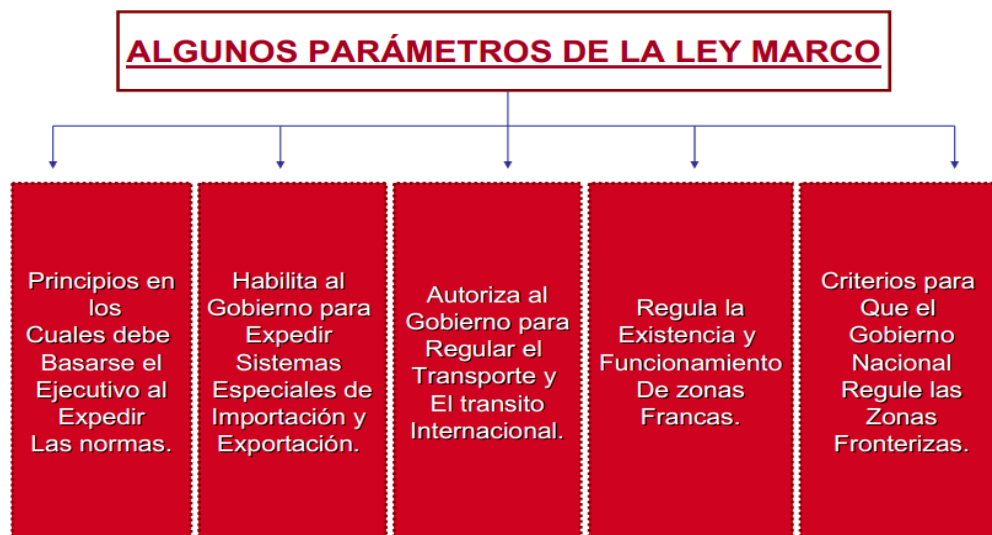 ALGUNOS PARÁMETROS DE LA LEY MARCO
Principios en
los
Cuales debe
Basarse el
Ejecutivo al
Expedir
Las normas.
Habilita al
Gobierno para
Expedir
Sistemas
Especiales de
Importación y
Exportación.
Autoriza al
Gobierno para
Regular el
Transporte y
El transito
Internacional.
Regula la
Existencia y
Funcionamiento
De zonas
Francas.
Criterios para
Que el
Gobierno
Nacional
Regule las
Zonas
Fronterizas.